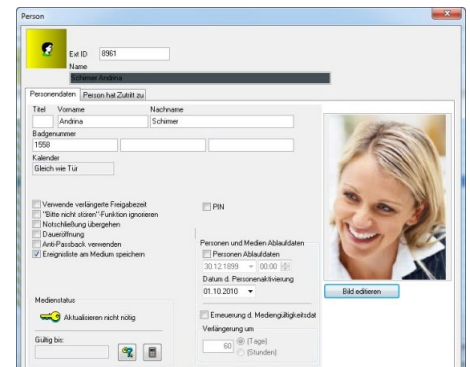 Person
Ext ID 8961
Name
Schirmer Andrina
Personendaten Person hat Zutritt zu
Titel Vorname Nachname
Andrina Schirmer
Badgenummer
1558
Kalender
Gleich wie Tür
Verwende verlängerte Freigabezeit
"Bitte nicht stören"-Funktion ignorieren
Notschließung übergehen
Daueröffnung
Anti-Passback verwenden
Ereignisliste am Medium speichern
PIN
Personen und Medien Ablaufdaten
Personen Ablaufdaten
30.12.1899 00:00
Datum d. Personenaktivierung
01.10.2010
Bild editieren
Medienstatus
Aktualisieren nicht nötig
Gültig bis:
Erneuerung d. Mediengültigkeitsdat
Verlängerung um
60 (Tage)
(Stunden)